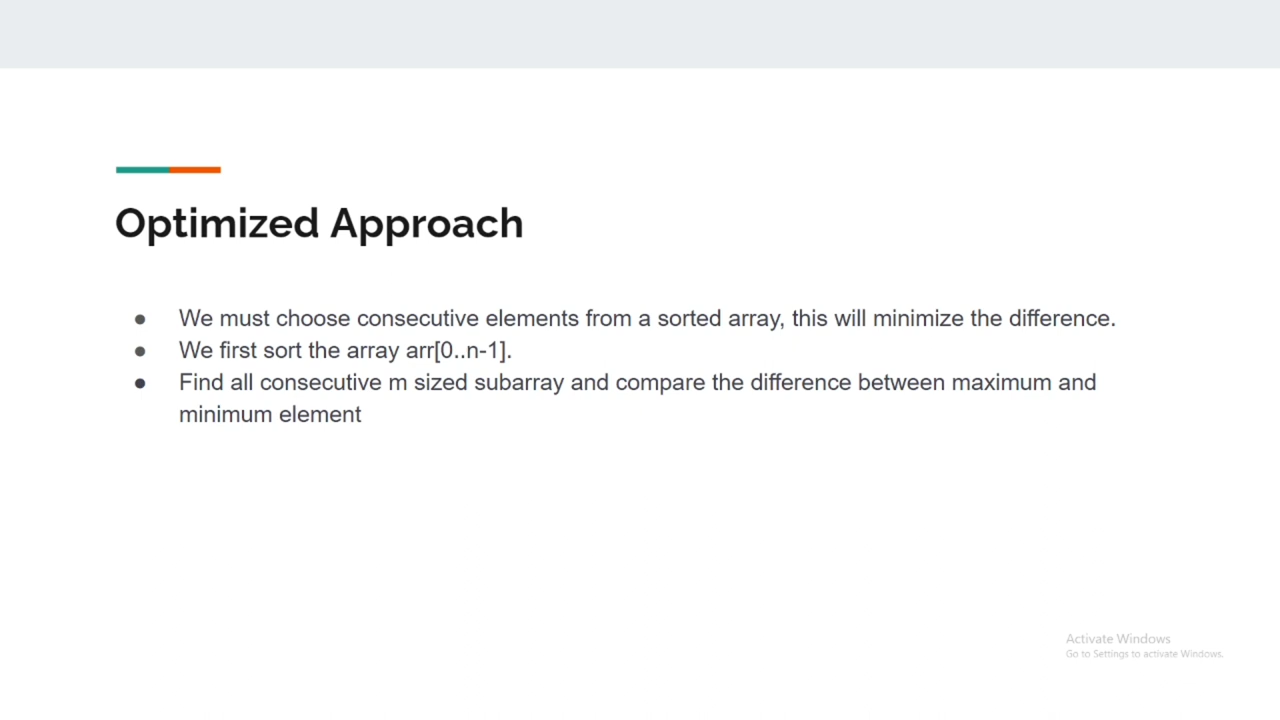 Optimized Approach
● We must choose consecutive elements from a sorted array, this will minimize the difference.
● We first sort the array arr[0..n-1].
● Find all consecutive m sized subarray and compare the difference between maximum and
minimum element
Activate Windows
Go to Settings to activate Windows.